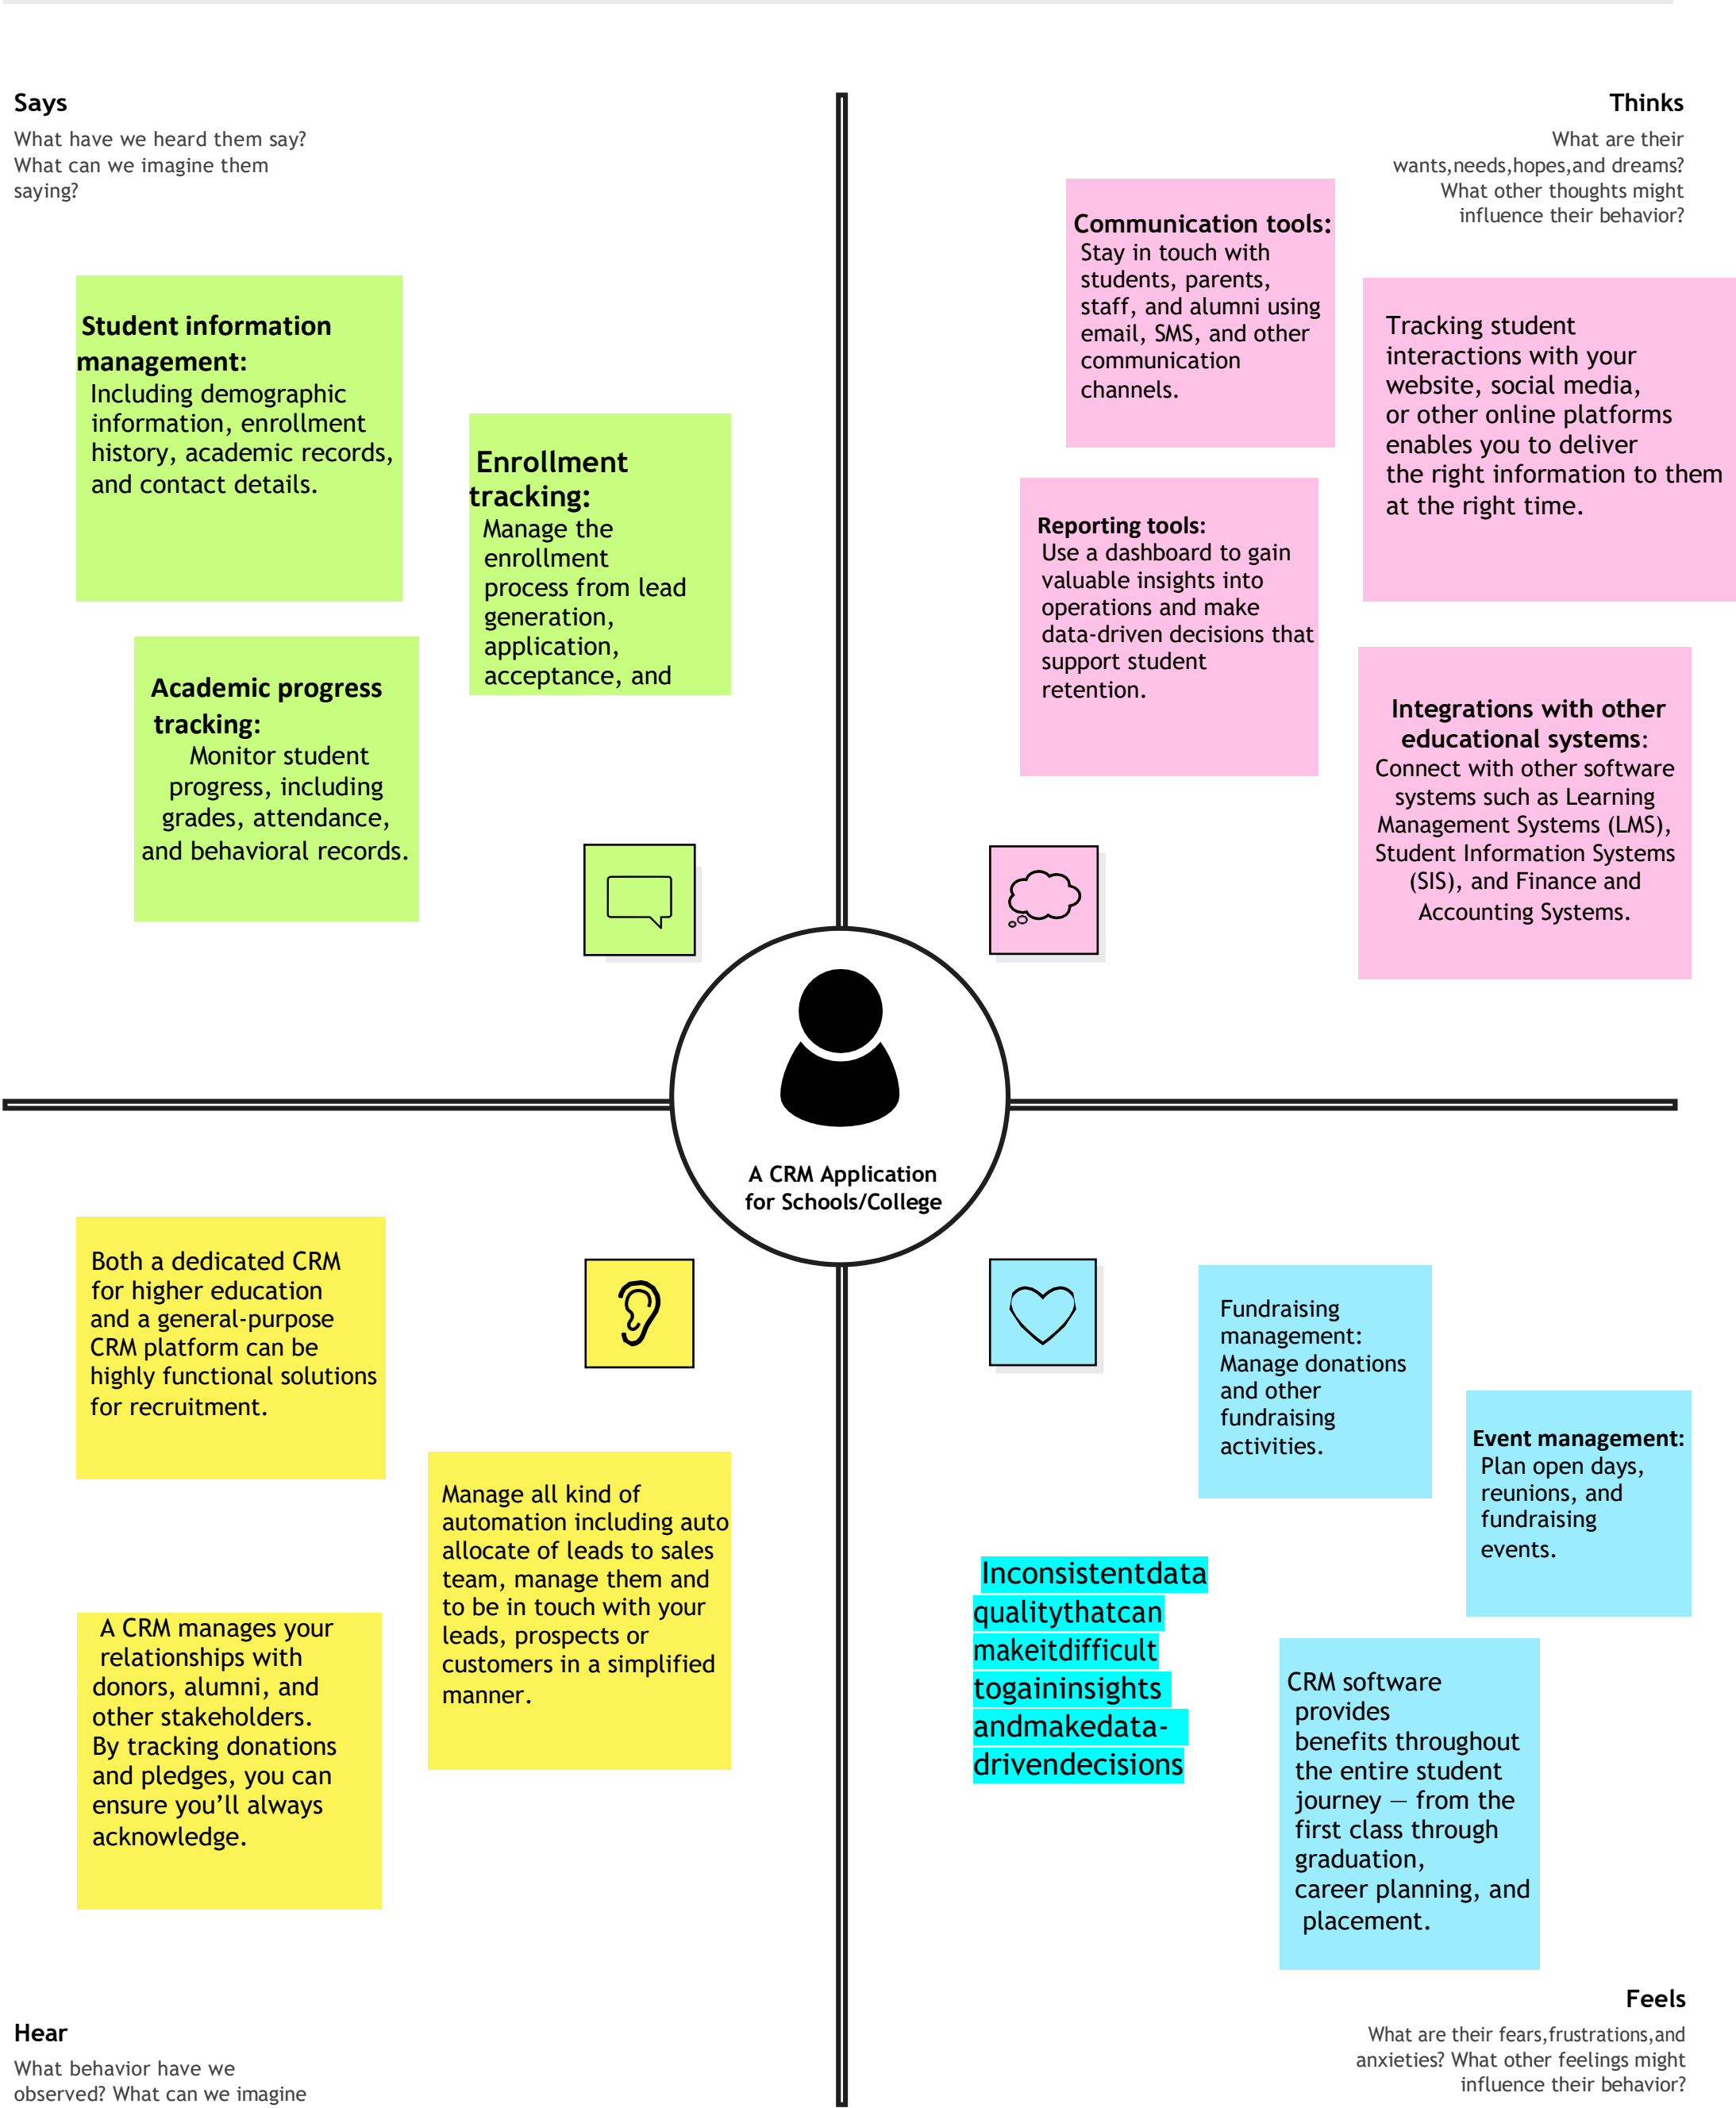 Says
What have we heard them say?
What can we imagine them
saying?
Student information
management:
Including demographic
information, enrollment
history, academic records,
and contact details.
Enrollment
tracking:
Manage the
enrollment
process from lead
generation,
application,
acceptance, and
Academic progress
tracking:
Monitor student
progress, including
grades, attendance,
and behavioral records.
Thinks
What are their
wants,needs,hopes,and dreams?
What other thoughts might
influence their behavior?
Communication tools:
Stay in touch with
students, parents,
staff, and alumni using
email, SMS, and other
communication
channels.
Tracking student
interactions with your
website, social media,
or other online platforms
enables you to deliver
the right information to them
at the right time.
Reporting tools:
Use a dashboard to gain
valuable insights into
operations and make
data-driven decisions that
support student
retention.
Integrations with other
educational systems:
Connect with other software
systems such as Learning
Management Systems (LMS),
Student Information Systems
(SIS), and Finance and
Accounting Systems.
A CRM Application
for Schools/College
Both a dedicated CRM
for higher education
and a general-purpose
CRM platform can be
highly functional solutions
for recruitment.
Manage all kind of
automation including auto
allocate of leads to sales
team, manage them and
to be in touch with your
leads, prospects or
customers in a simplified
manner.
A CRM manages your
relationships with
donors, alumni, and
other stakeholders.
By tracking donations
and pledges, you can
ensure you’ll always
acknowledge.
Hear
What behavior have we
observed? What can we imagine
Fundraising
management:
Manage donations
and other
fundraising
activities.
Event management:
Plan open days,
reunions, and
fundraising
events.
Inconsistentdata
qualitythatcan
makeitdifficult
togaininsights
andmakedata-
drivendecisions
CRM software
provides
benefits throughout
the entire student
journey — from the
first class through
graduation,
career planning, and
placement.
Feels
What are their fears,frustrations,and
anxieties? What other feelings might
influence their behavior?